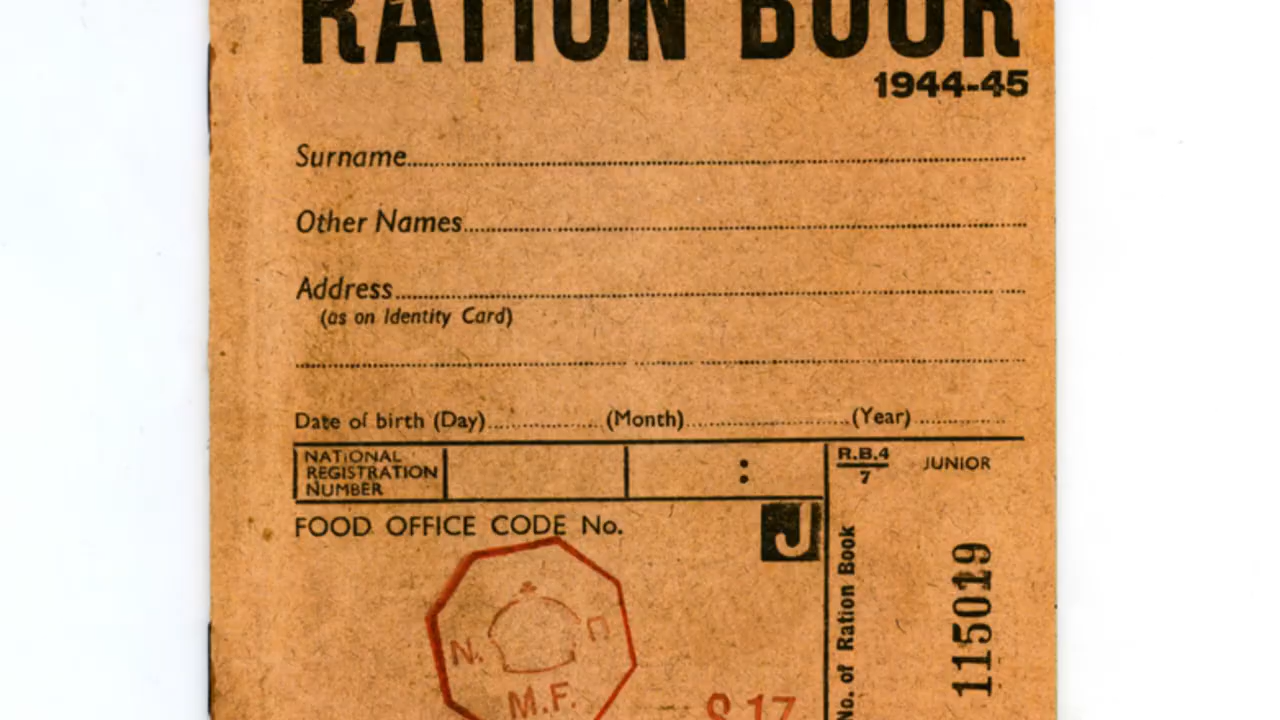 RATION BOOK
1944-45
Surname
Other Names
Address
(as on Identity Card)
Date of birth (Day) (Month) (Year)
NATIONAL
REGISTRATION
NUMBER
:
R.B.4
7
JUNIOR
FOOD OFFICE CODE No.
J
No. of Ration Book
115019
N.
M.F.
S 17